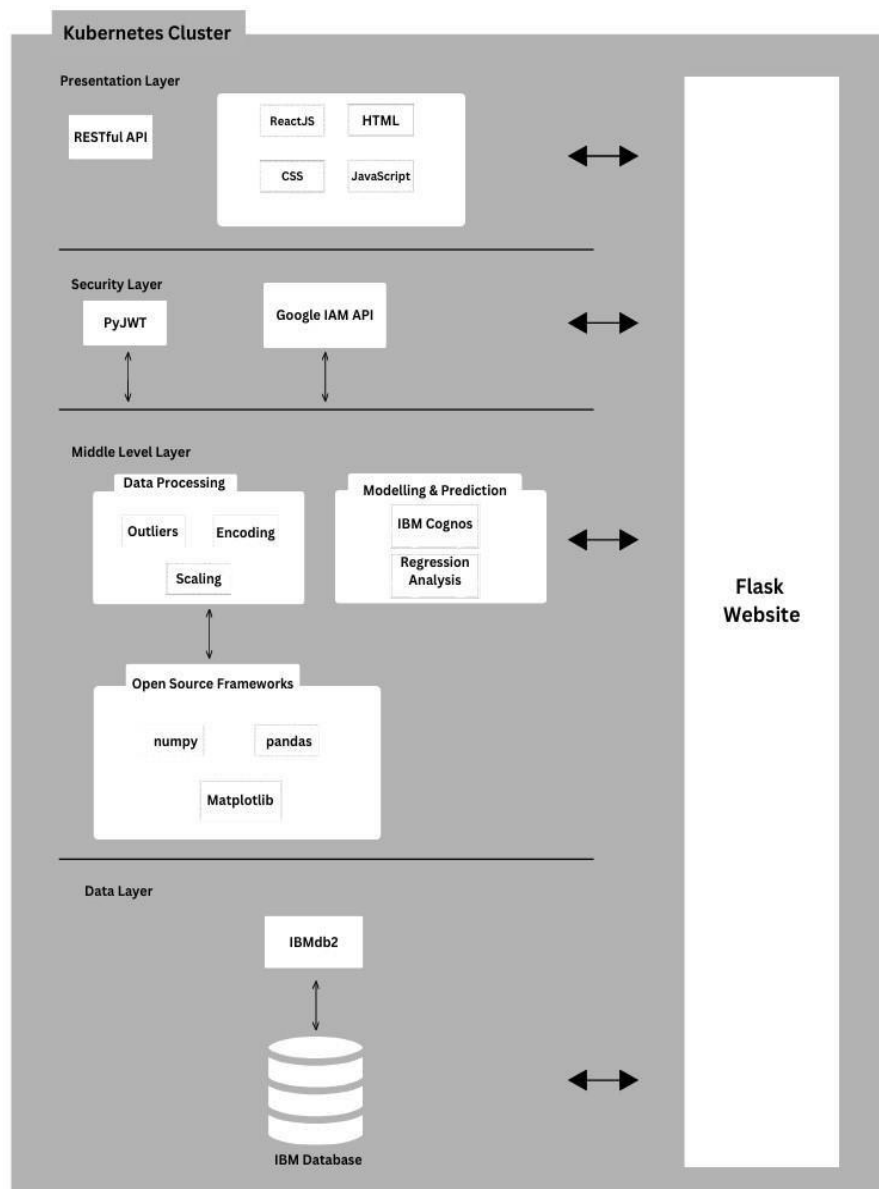 Kubernetes Cluster
Presentation Layer
RESTful API
ReactJS
HTML
CSS
JavaScript
Security Layer
PyJWT
Google IAM API
Middle Level Layer
Data Processing
Outliers
Encoding
Scaling
Modelling & Prediction
IBM Cognos
Regression
Analysis
Open Source Frameworks
numpy
pandas
Matplotlib
Data Layer
IBMdb2
IBM Database
Flask
Website